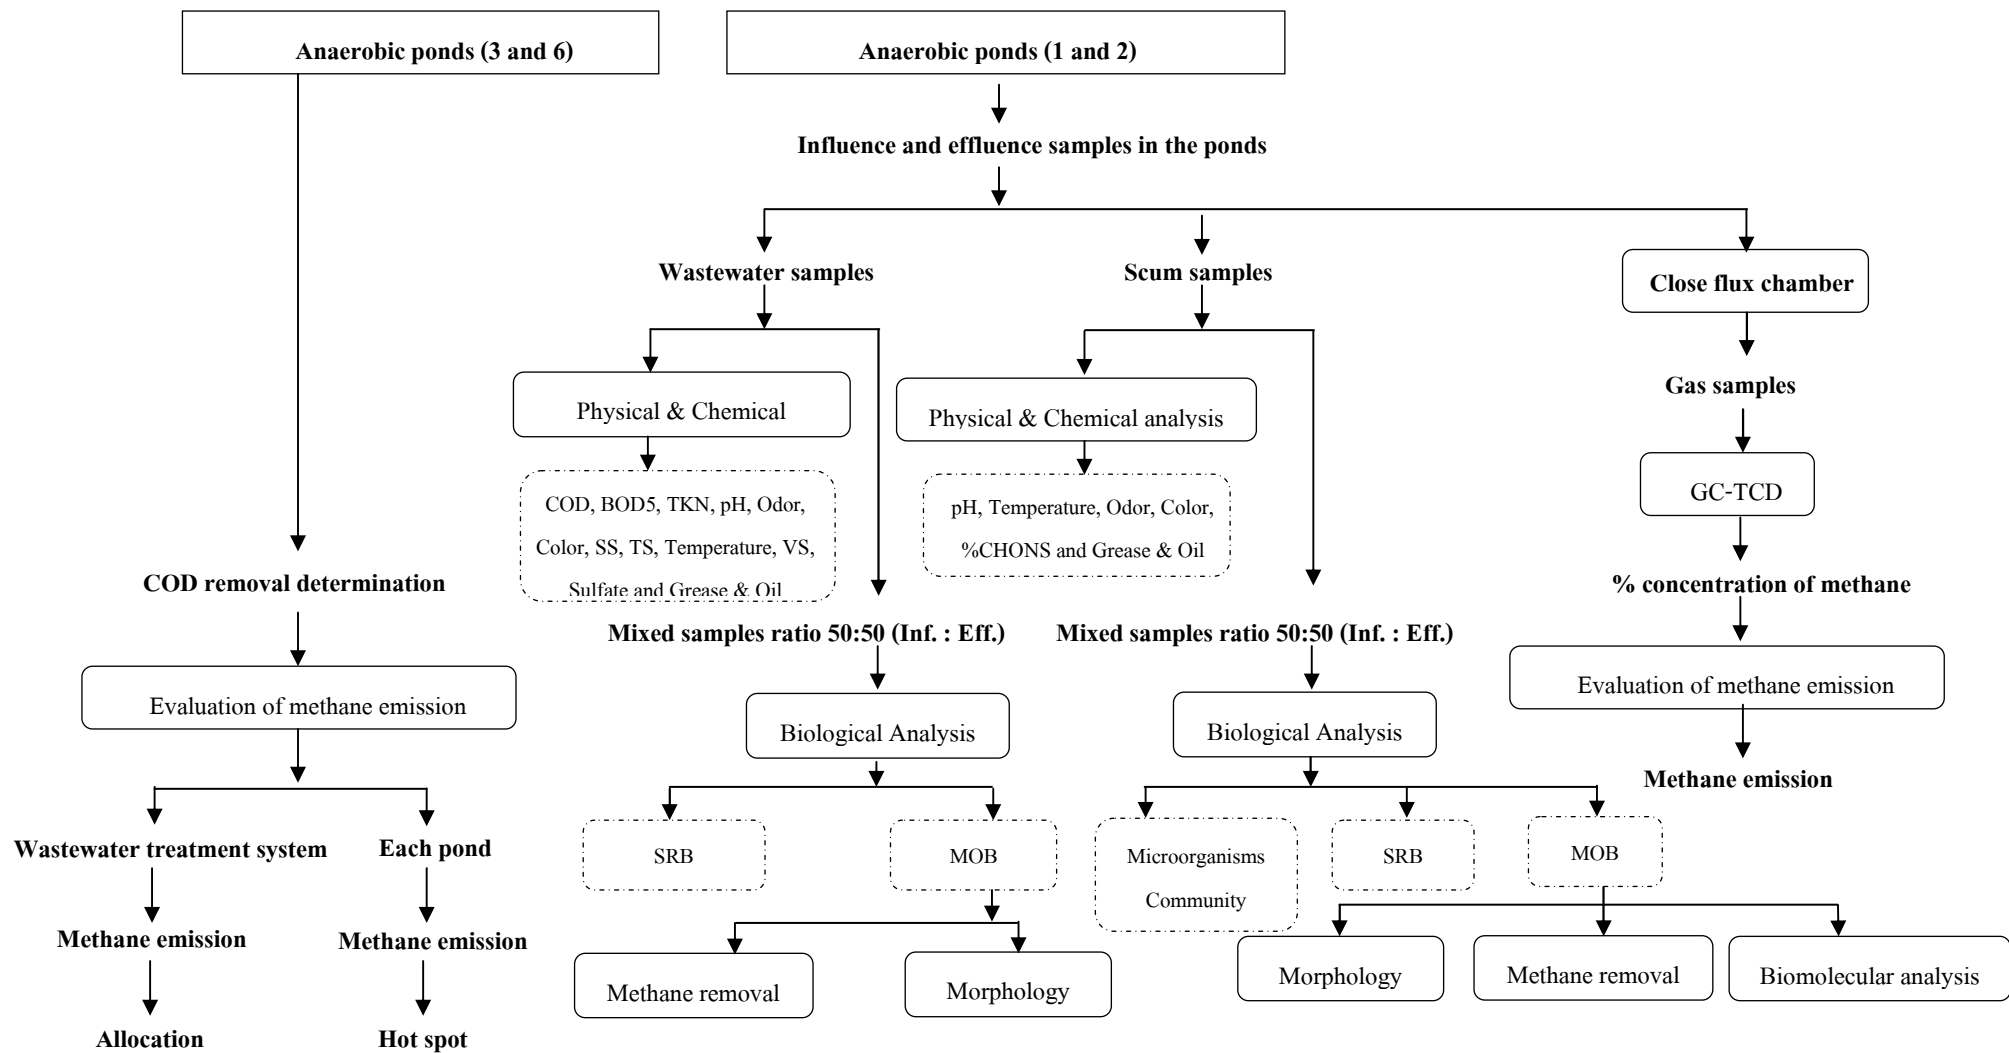 Anaerobic ponds (3 and 6)
Anaerobic ponds (1 and 2)
Influence and effluence samples in the ponds
Wastewater samples
Scum samples
Close flux chamber
Physical & Chemical
Physical & Chemical analysis
Gas samples
COD, BOD5, TKN, pH, Odor,
Color, SS, TS, Temperature, VS,
Sulfate and Grease & Oil
pH, Temperature, Odor, Color,
%CHONS and Grease & Oil
GC-TCD
COD removal determination
% concentration of methane
Mixed samples ratio 50:50 (Inf. : Eff.)
Mixed samples ratio 50:50 (Inf. : Eff.)
Evaluation of methane emission
Evaluation of methane emission
Biological Analysis
Biological Analysis
Methane emission
Wastewater treatment system
Each pond
SRB
MOB
Microorganisms
Community
SRB
MOB
Methane emission
Methane emission
Methane removal
Morphology
Morphology
Methane removal
Biomolecular analysis
Allocation
Hot spot